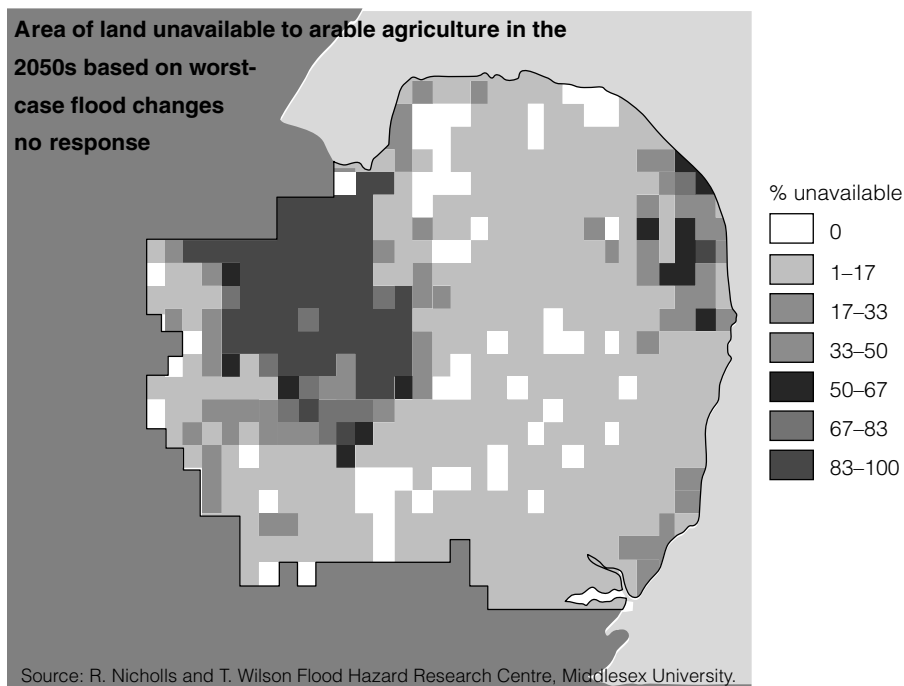 Area of land unavailable to arable agriculture in the
2050s based on worst-
case flood changes
no response
% unavailable
0
1–17
17–33
33–50
50–67
67–83
83–100
Source: R. Nicholls and T. Wilson Flood Hazard Research Centre, Middlesex University.